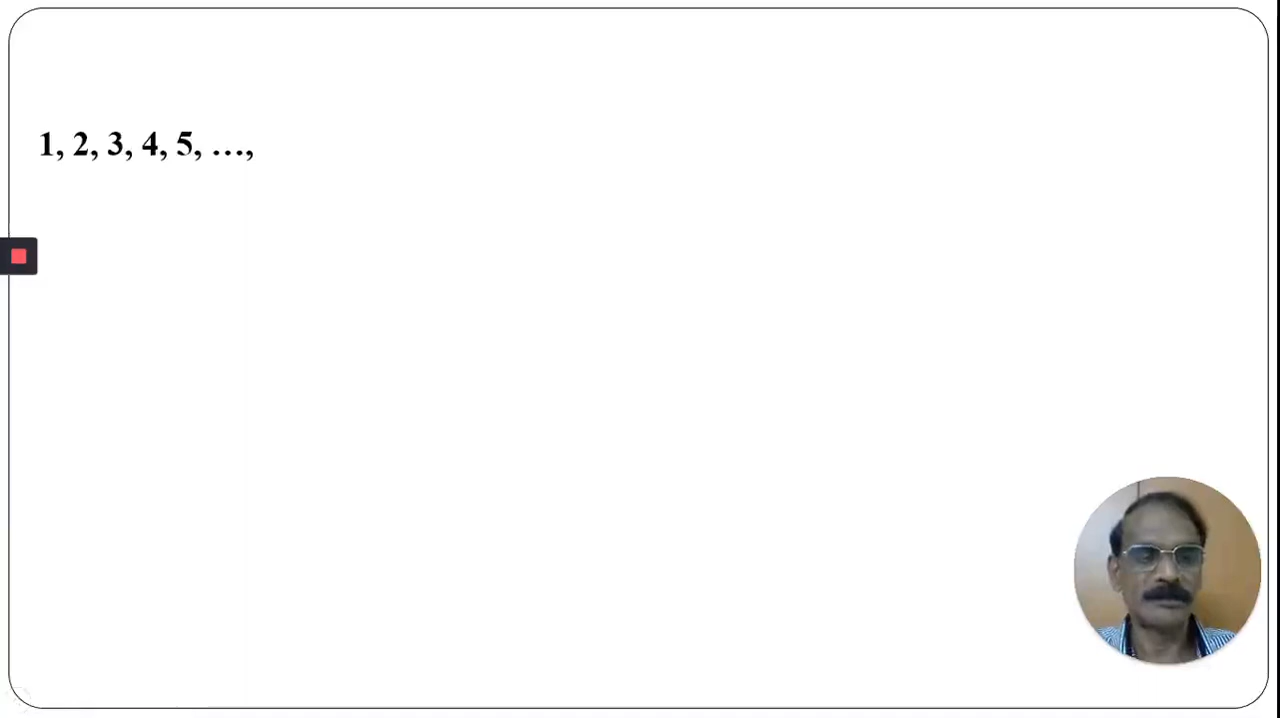 1, 2, 3, 4, 5, …,